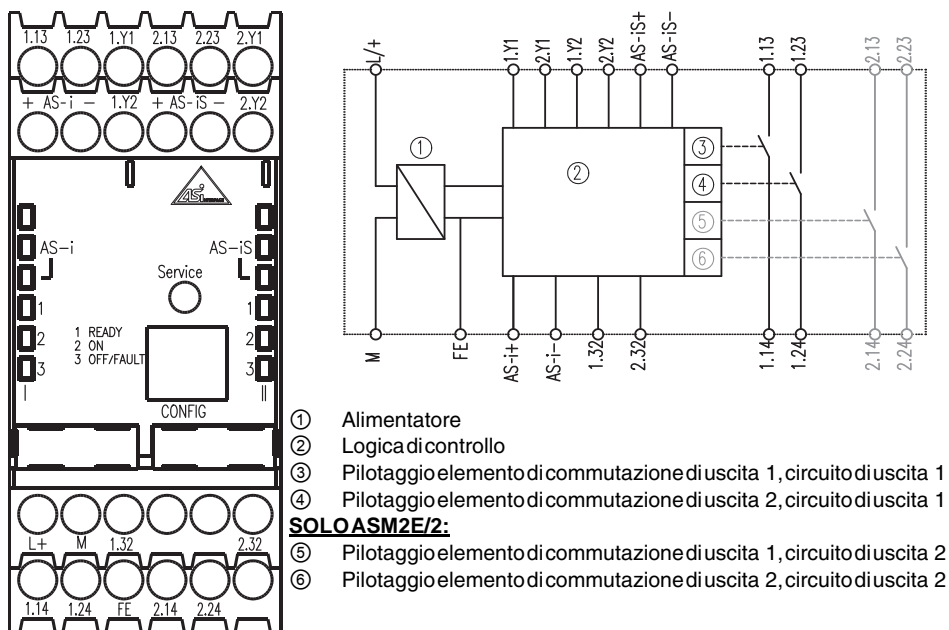 1.13 1.23 1.Y1 2.13 2.23 2.Y1
+ AS-i - 1.Y2 + AS-iS - 2.Y2
AS-i AS-iS
Service
1 1
1 READY
2 2 ON 2
3 3 OFF/FAULT 3
I II
CONFIG
L+ M 1.32 2.32
1.14 1.24 FE 2.14 2.24
L/+ 1.Y1 2.Y1 1.Y2 2.Y2 AS-iS+ AS-iS- 1.13 1.23 2.13 2.23
① ② ③
④
⑤
⑥
M FE AS-i+ AS-i- 1.32 2.32 1.14 1.24 2.14 2.24
① Alimentatore
② Logica di controllo
③ Pilotaggio elemento di commutazione di uscita 1, circuito di uscita 1
④ Pilotaggio elemento di commutazione di uscita 2, circuito di uscita 1
SOLO ASM2E/2:
⑤ Pilotaggio elemento di commutazione di uscita 1, circuito di uscita 2
⑥ Pilotaggio elemento di commutazione di uscita 2, circuito di uscita 2